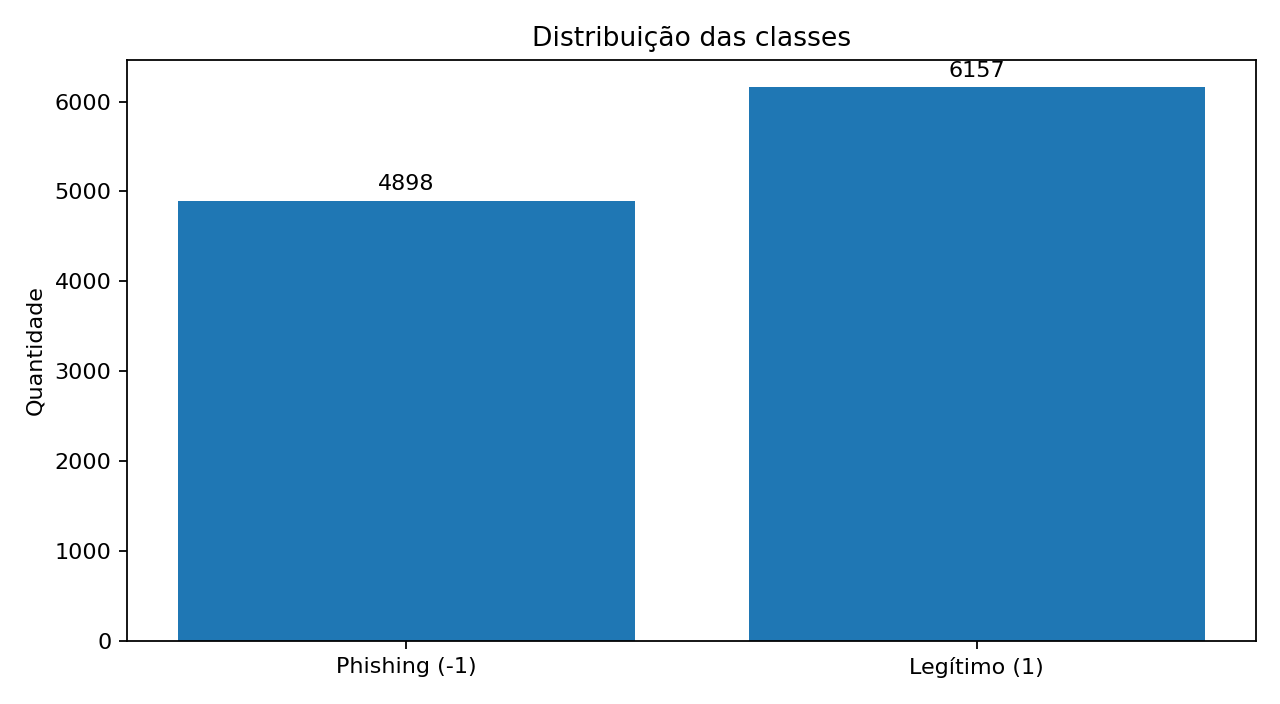 Distribuição das classes
6157
6000
4898
5000
4000
3000
2000
1000
0
Quantidade
Phishing (-1)
Legítimo (1)